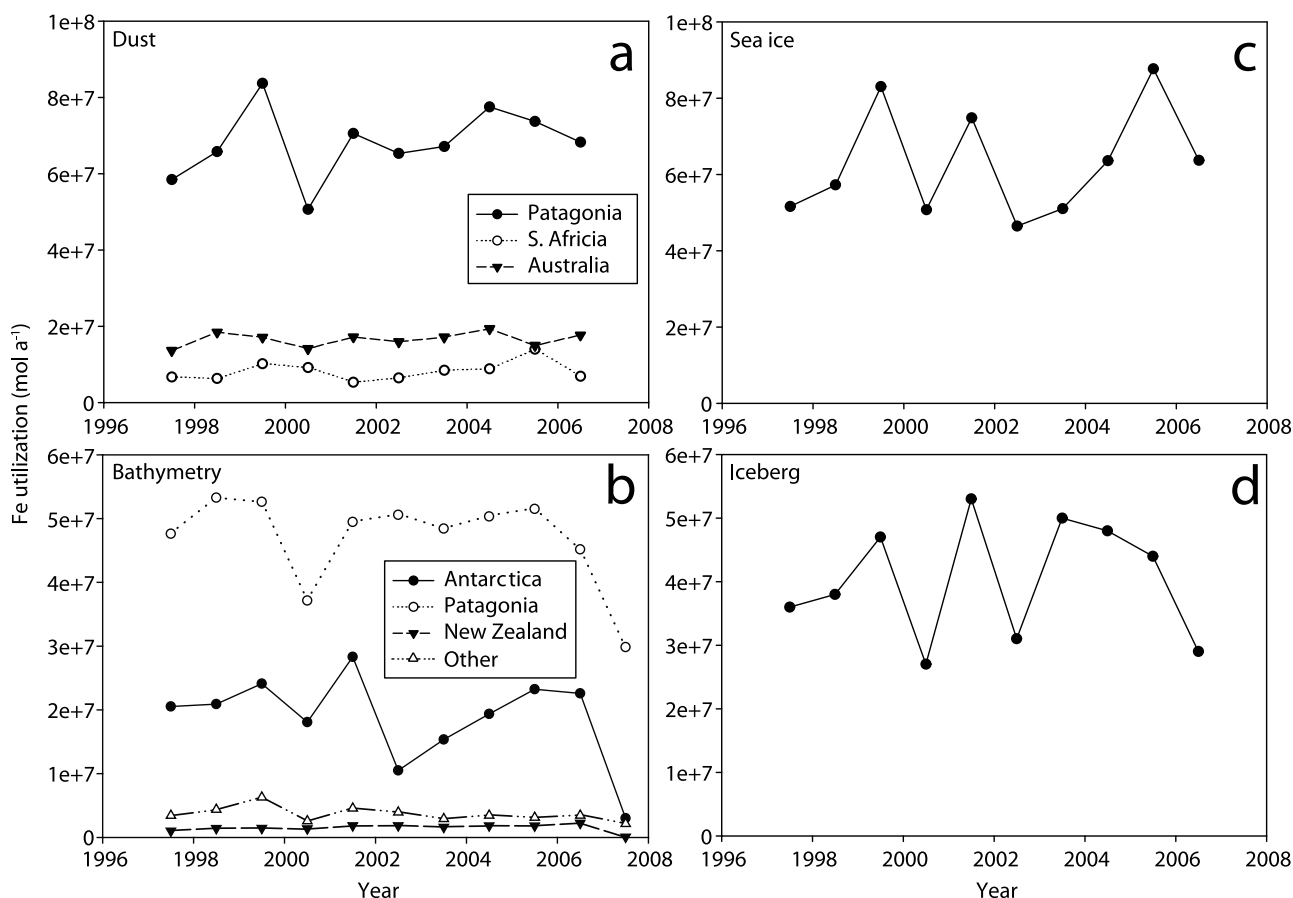 Fe utilization (mol a⁻¹)
Dust
a
1e+8
8e+7
6e+7
4e+7
2e+7
0
Patagonia
S. Africia
Australia
1996 1998 2000 2002 2004 2006 2008
Sea ice
c
1e+8
8e+7
6e+7
4e+7
2e+7
0
1996 1998 2000 2002 2004 2006 2008
Bathymetry
b
6e+7
5e+7
4e+7
3e+7
2e+7
1e+7
0
Antarctica
Patagonia
New Zealand
Other
1996 1998 2000 2002 2004 2006 2008
Year
Iceberg
d
6e+7
5e+7
4e+7
3e+7
2e+7
1e+7
0
1996 1998 2000 2002 2004 2006 2008
Year